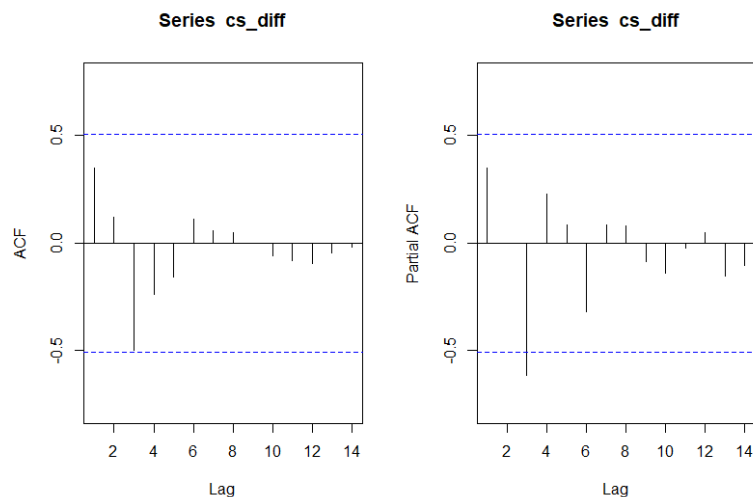 Series cs_diff
ACF
0.5
0.0
-0.5
2 4 6 8 10 12 14
Lag
Series cs_diff
Partial ACF
0.5
0.0
-0.5
2 4 6 8 10 12 14
Lag